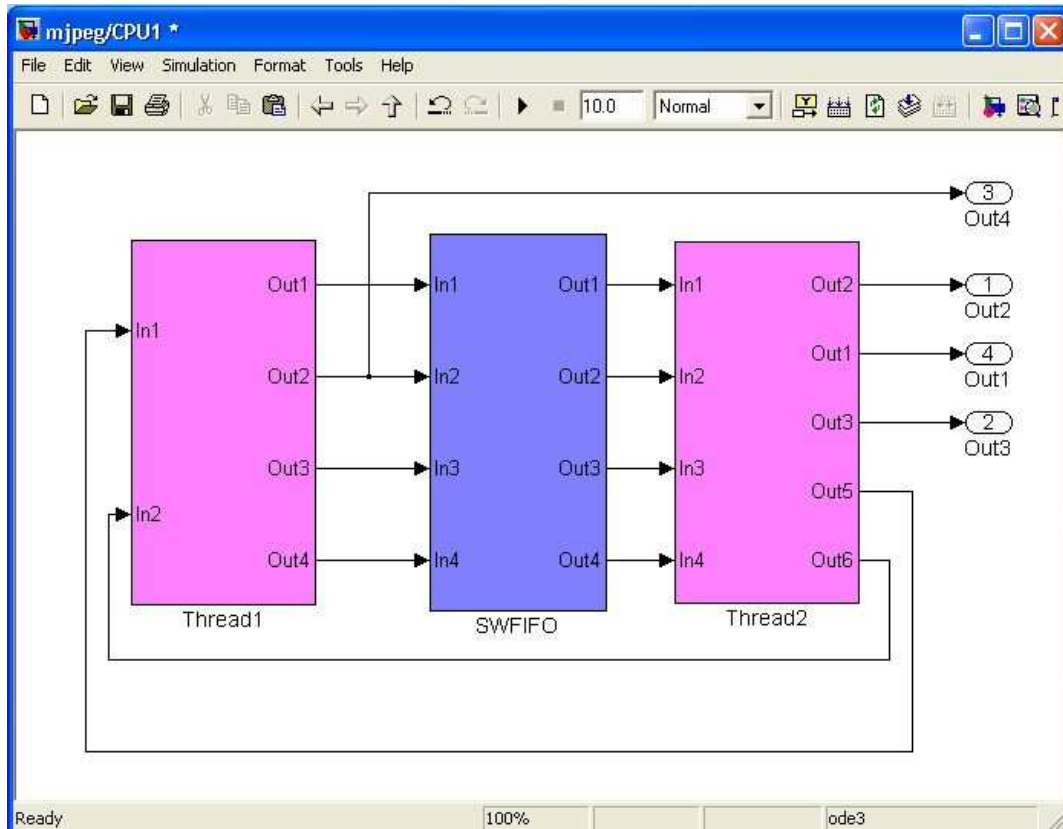 mjpeg/CPU1 *
File Edit View Simulation Format Tools Help
10.0 Normal
3
Out4
Out1 In1 Out1 In1 Out2 1
Out2
In1
Out1 4
Out1
Out2 In2 Out2 In2
Out3 2
Out3
Out3 In3 Out3 In3
Out5
In2
Out4 In4 Out4 In4 Out6
Thread1 SWFIFO Thread2
Ready 100% ode3